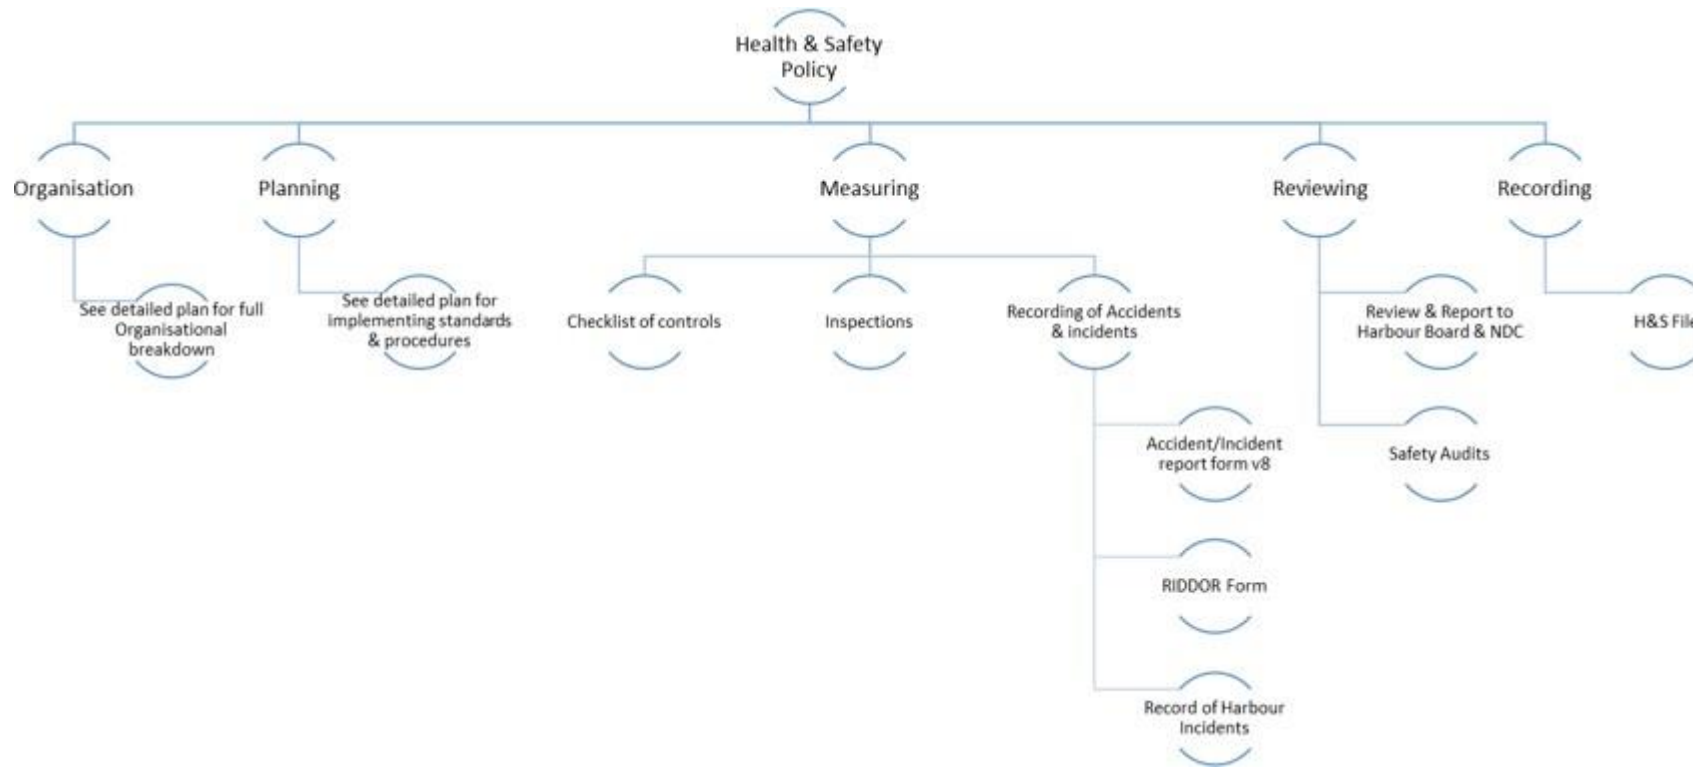 Health & Safety
Policy
Organisation
Planning
Measuring
Reviewing
Recording
See detailed plan for full
Organisational
breakdown
See detailed plan for
implementing standards
& procedures
Checklist of controls
Inspections
Recording of Accidents
& incidents
Review & Report to
Harbour Board & NDC
H&S File
Accident/Incident
report form v8
Safety Audits
RIDDOR Form
Record of Harbour
Incidents